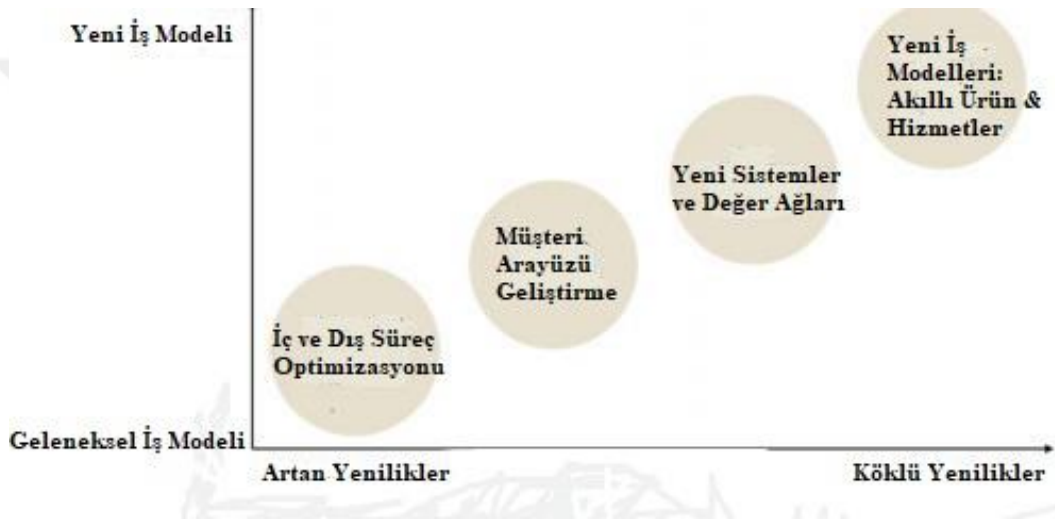 Yeni İş Modeli
Yeni İş
Modelleri:
Akıllı Ürün &
Hizmetler
Yeni Sistemler
ve Değer Ağları
Müşteri
Arayüzü
Geliştirme
İç ve Dış Süreç
Optimizasyonu
Geleneksel İş Modeli
Artan Yenilikler
Köklü Yenilikler